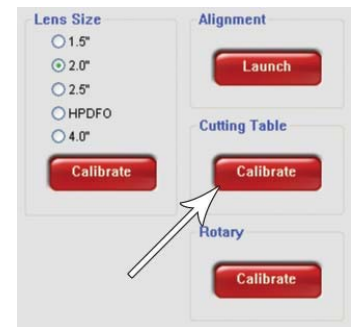 Lens Size
1.5"
2.0"
2.5"
HPDFO
4.0"
Calibrate
Alignment
Launch
Cutting Table
Calibrate
Rotary
Calibrate